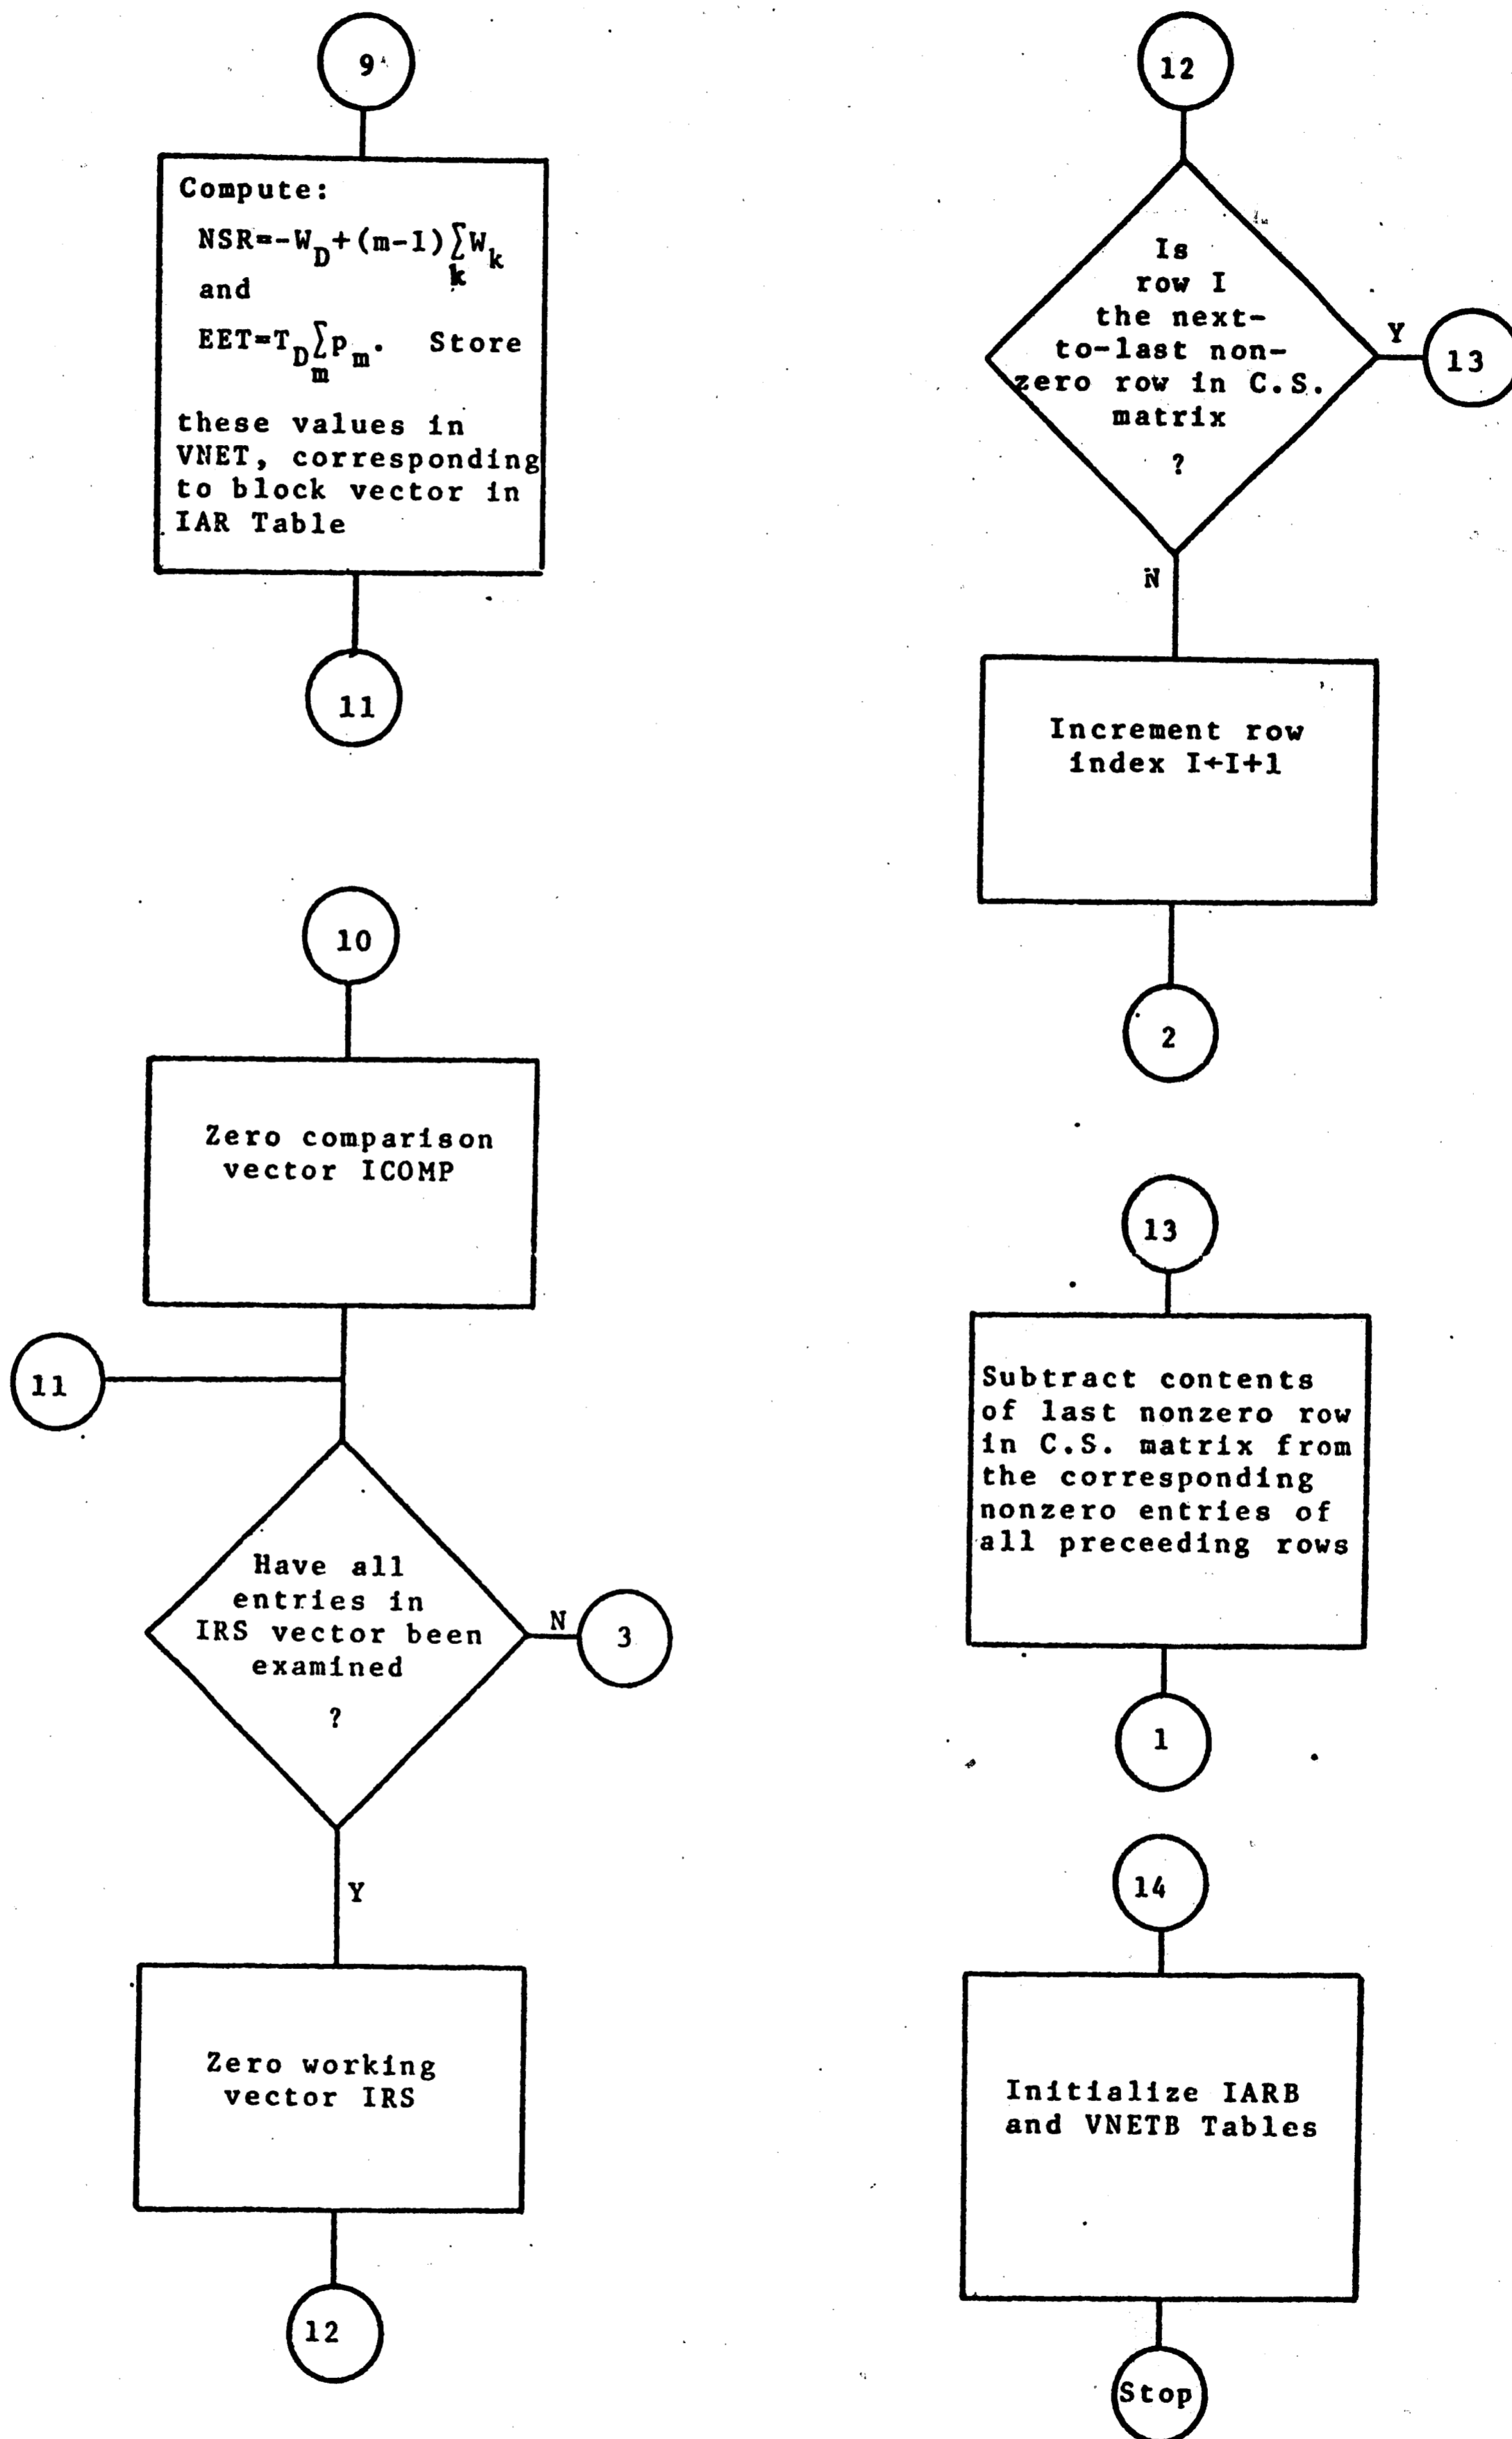 9
Compute:
NSR=-W_D+(m-1)∑_k W_k
and
EET=T_D∑_m p_m. Store
these values in
VNET, corresponding
to block vector in
IAR Table
11
10
Zero comparison
vector ICOMP
11
Have all
entries in
IRS vector been
examined
?
N
3
Y
Zero working
vector IRS
12
12
Is
row I
the next-
to-last non-
zero row in C.S.
matrix
?
Y
13
N
Increment row
index I←I+1
2
13
Subtract contents
of last nonzero row
in C.S. matrix from
the corresponding
nonzero entries of
all preceeding rows
1
14
Initialize IARB
and VNETB Tables
Stop